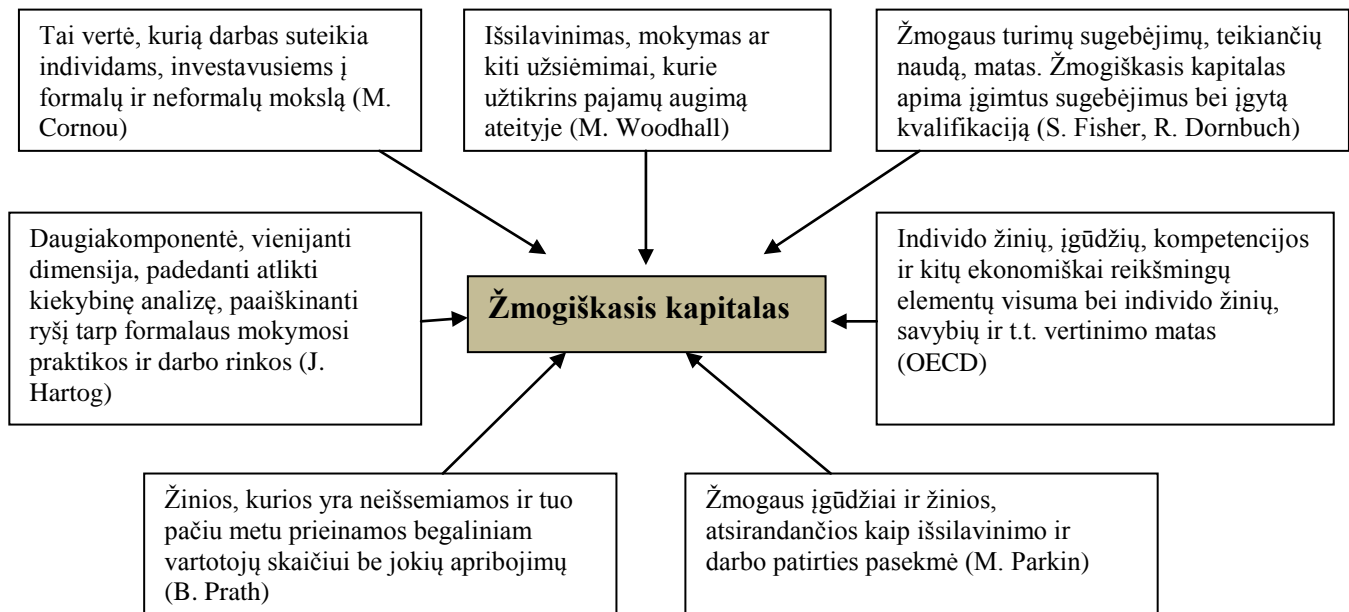 Tai vertė, kurią darbas suteikia
individams, investavusiems į
formalų ir neformalų mokslą (M.
Cornou)
Išsilavinimas, mokymas ar
kiti užsiėmimai, kurie
užtikrins pajamų augimą
ateityje (M. Woodhall)
Žmogaus turimų sugebėjimų, teikiančių
naudą, matas. Žmogiškasis kapitalas
apima įgimtus sugebėjimus bei įgytą
kvalifikaciją (S. Fisher, R. Dornbuch)
Daugiakomponentė, vienijanti
dimensija, padedanti atlikti
kiekybinę analizę, paaiškinanti
ryšį tarp formalaus mokymosi
praktikos ir darbo rinkos (J.
Hartog)
Žmogiškasis kapitalas
Individo žinių, įgūdžių, kompetencijos
ir kitų ekonomiškai reikšmingų
elementų visuma bei individo žinių,
savybių ir t.t. vertinimo matas
(OECD)
Žinios, kurios yra neišsemiamos ir tuo
pačiu metu prieinamos begaliniam
vartotojų skaičiui be jokių apribojimų
(B. Prath)
Žmogaus įgūdžiai ir žinios,
atsirandančios kaip išsilavinimo ir
darbo patirties pasekmė (M. Parkin)